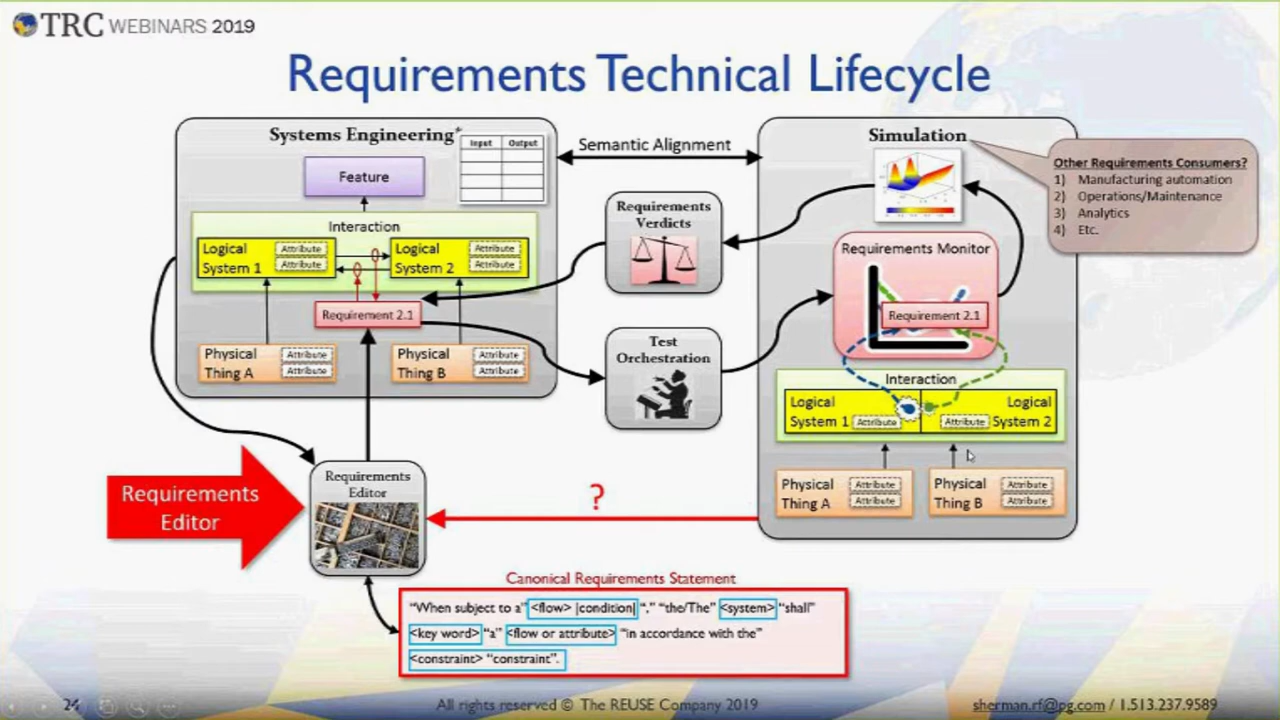 TRC WEBINARS 2019
Requirements Technical Lifecycle
Systems Engineering*
Input Output
Feature
Interaction
Logical System 1
Attribute
Attribute
Logical System 2
Attribute
Attribute
Requirement 2.1
Physical Thing A
Attribute
Attribute
Physical Thing B
Attribute
Attribute
Semantic Alignment
Requirements
Verdicts
Test
Orchestration
Simulation
Requirements Monitor
Requirement 2.1
Interaction
Logical
System 1
Attribute
Logical
System 2
Attribute
Physical
Thing A
Attribute
Attribute
Physical
Thing B
Attribute
Attribute
Other Requirements Consumers?
1) Manufacturing automation
2) Operations/Maintenance
3) Analytics
4) Etc.
Requirements
Editor
Requirements
Editor
?
Canonical Requirements Statement
"When subject to a" <flow> |condition| "," "the/The" <system> "shall"
<key word> "a" <flow or attribute> "in accordance with the"
<constraint> "constraint".
24
All rights reserved © The REUSE Company 2019
sherman.rf@pg.com / 1.513.237.9589